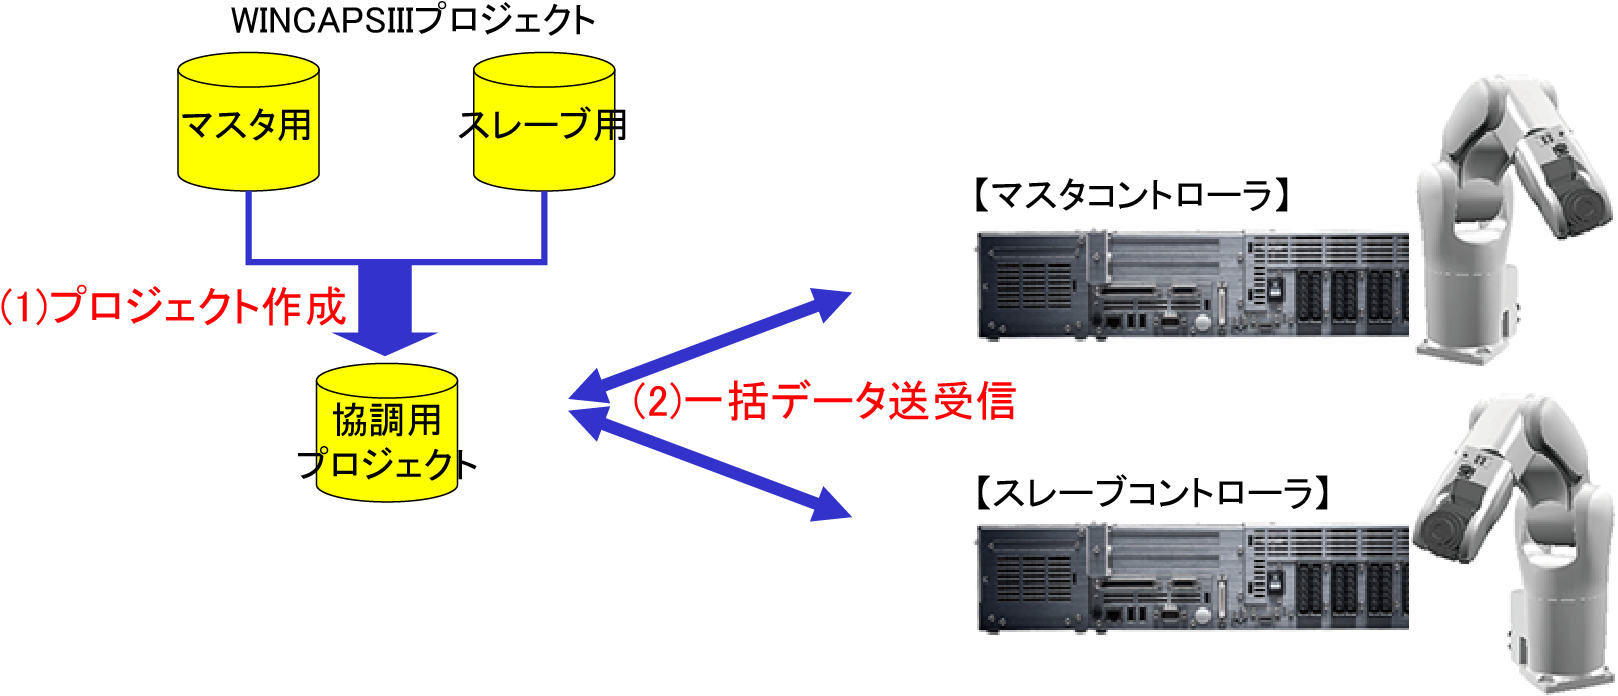 WINCAPSIIIプロジェクト
マスタ用
スレーブ用
(1)プロジェクト作成
協調用
プロジェクト
(2)一括データ送受信
【マスタコントローラ】
【スレーブコントローラ】